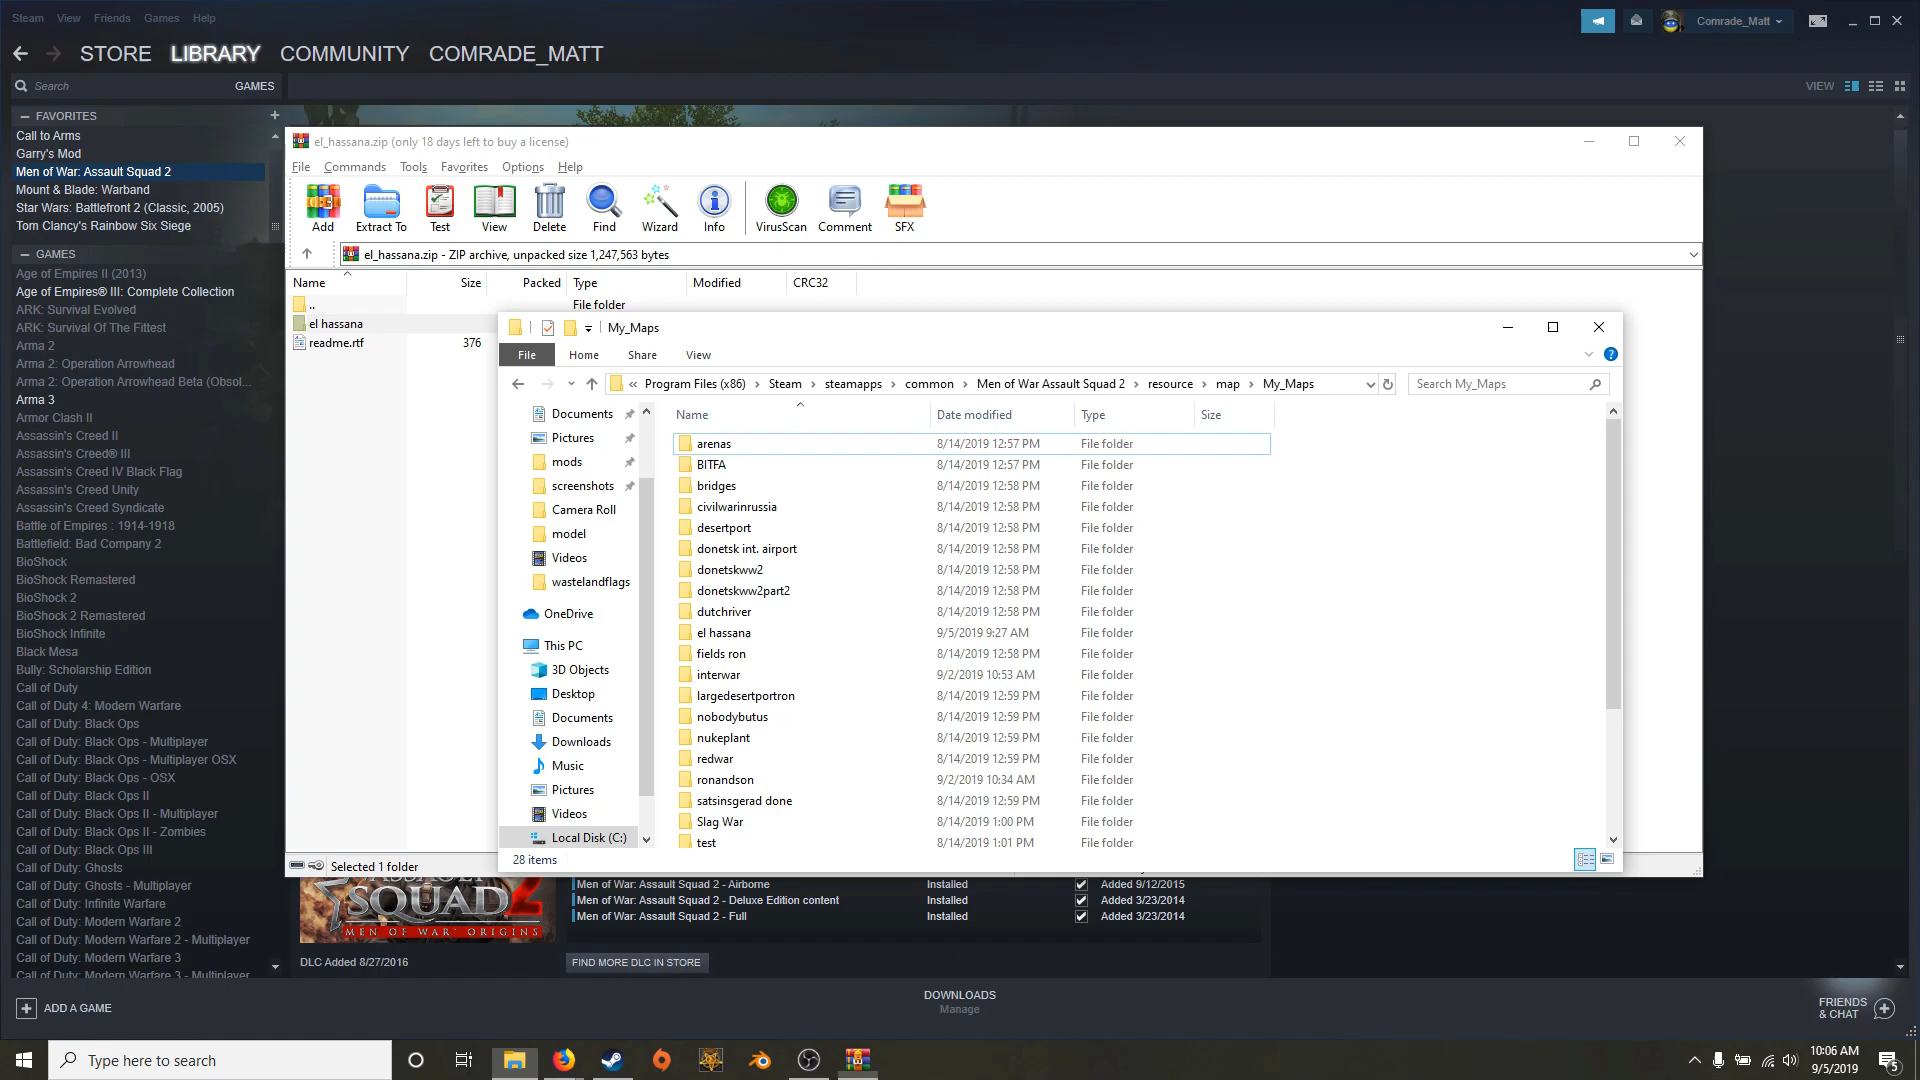 Steam View Friends Games Help
Comrade_Matt
STORE LIBRARY COMMUNITY COMRADE_MATT
Search GAMES
VIEW
FAVORITES
Call to Arms
Garry's Mod
Men of War: Assault Squad 2
Mount & Blade: Warband
Star Wars: Battlefront 2 (Classic, 2005)
Tom Clancy's Rainbow Six Siege
GAMES
Age of Empires II (2013)
Age of Empires® III: Complete Collection
ARK: Survival Evolved
ARK: Survival Of The Fittest
Arma 2
Arma 2: Operation Arrowhead
Arma 2: Operation Arrowhead Beta (Obsol...
Arma 3
Armor Clash II
Assassin's Creed II
Assassin's Creed® III
Assassin's Creed IV Black Flag
Assassin's Creed Unity
Assassin's Creed Syndicate
Battle of Empires : 1914-1918
Battlefield: Bad Company 2
BioShock
BioShock Remastered
BioShock 2
BioShock 2 Remastered
BioShock Infinite
Black Mesa
Bully: Scholarship Edition
Call of Duty
Call of Duty 4: Modern Warfare
Call of Duty: Black Ops
Call of Duty: Black Ops - Multiplayer
Call of Duty: Black Ops - Multiplayer OSX
Call of Duty: Black Ops - OSX
Call of Duty: Black Ops II
Call of Duty: Black Ops II - Multiplayer
Call of Duty: Black Ops II - Zombies
Call of Duty: Black Ops III
Call of Duty: Ghosts
Call of Duty: Ghosts - Multiplayer
Call of Duty: Infinite Warfare
Call of Duty: Modern Warfare 2
Call of Duty: Modern Warfare 2 - Multiplayer
Call of Duty: Modern Warfare 3
Call of Duty: Modern Warfare 3 - Multiplayer
el_hassana.zip (only 18 days left to buy a license)
File Commands Tools Favorites Options Help
Add Extract To Test View Delete Find Wizard Info VirusScan Comment SFX
el_hassana.zip - ZIP archive, unpacked size 1,247,563 bytes
Name Size Packed Type Modified CRC32
.. File folder
el hassana
readme.rtf 376
Selected 1 folder
My_Maps
File Home Share View
« Program Files (x86) > Steam > steamapps > common > Men of War Assault Squad 2 > resource > map > My_Maps
Search My_Maps
Documents
Pictures
mods
screenshots
Camera Roll
model
Videos
wastelandflags
OneDrive
This PC
3D Objects
Desktop
Documents
Downloads
Music
Pictures
Videos
Local Disk (C:)
Name Date modified Type Size
arenas 8/14/2019 12:57 PM File folder
BITFA 8/14/2019 12:57 PM File folder
bridges 8/14/2019 12:58 PM File folder
civilwarinrussia 8/14/2019 12:58 PM File folder
desertport 8/14/2019 12:58 PM File folder
donetsk int. airport 8/14/2019 12:58 PM File folder
donetskww2 8/14/2019 12:58 PM File folder
donetskww2part2 8/14/2019 12:58 PM File folder
dutchriver 8/14/2019 12:58 PM File folder
el hassana 9/5/2019 9:27 AM File folder
fields ron 8/14/2019 12:58 PM File folder
interwar 9/2/2019 10:53 AM File folder
largedesertportron 8/14/2019 12:59 PM File folder
nobodybutus 8/14/2019 12:59 PM File folder
nukeplant 8/14/2019 12:59 PM File folder
redwar 8/14/2019 12:59 PM File folder
ronandson 9/2/2019 10:34 AM File folder
satsinsgerad done 8/14/2019 12:59 PM File folder
Slag War 8/14/2019 1:00 PM File folder
test 8/14/2019 1:01 PM File folder
28 items
SQUAD 2
MEN OF WAR ORIGINS
DLC Added 8/27/2016
Men of War: Assault Squad 2 - Airborne Installed Added 9/12/2015
Men of War: Assault Squad 2 - Deluxe Edition content Installed Added 3/23/2014
Men of War: Assault Squad 2 - Full Installed Added 3/23/2014
FIND MORE DLC IN STORE
ADD A GAME
DOWNLOADS
Manage
FRIENDS
& CHAT
Type here to search
10:06 AM
9/5/2019
5